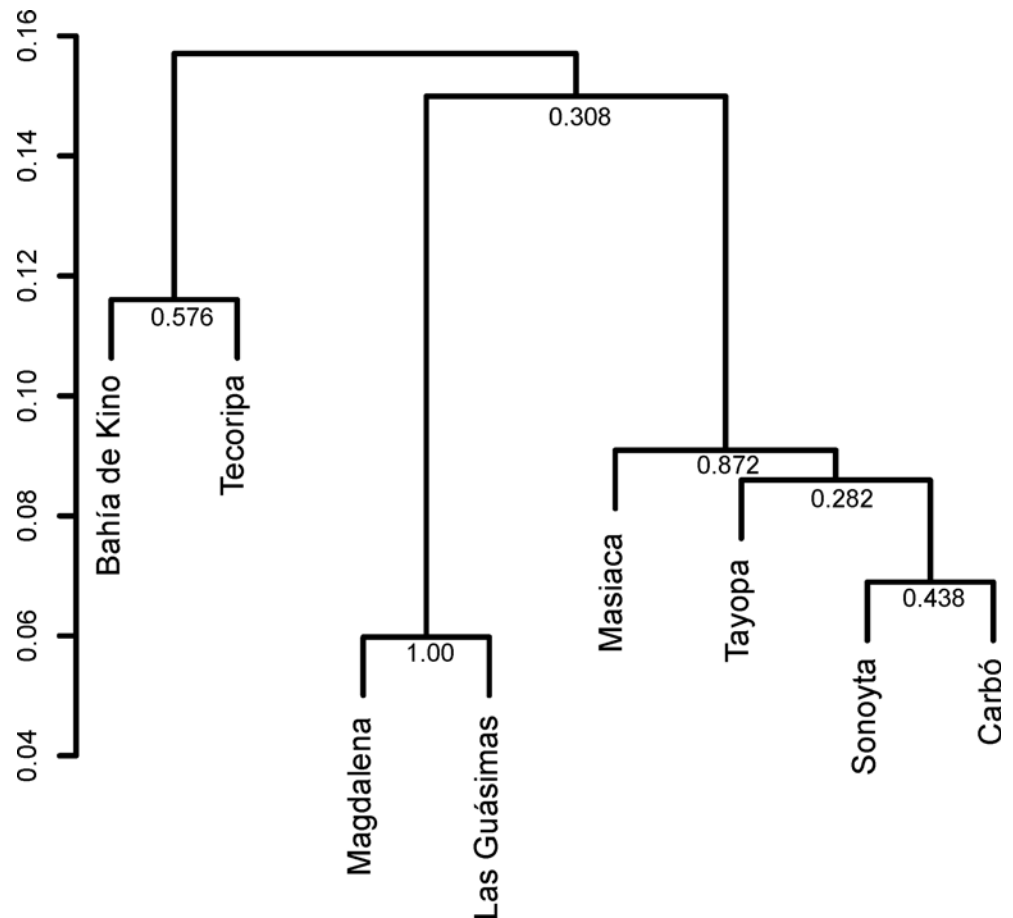 0.16
0.14
0.12
0.10
0.08
0.06
0.04
0.308
0.576
0.872
0.282
0.438
1.00
Bahía de Kino
Tecoripa
Magdalena
Las Guásimas
Masiaca
Tayopa
Sonoyta
Carbó